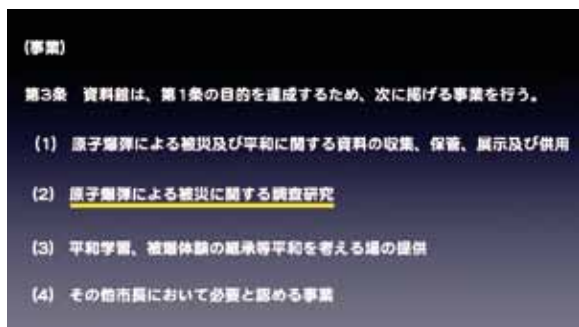 (事業)
第3条 資料館は、第1条の目的を達成するため、次に掲げる事業を行う。
(1) 原子爆弾による被災及び平和に関する資料の収集、保管、展示及び供用
(2) 原子爆弾による被災に関する調査研究
(3) 平和学習、被爆体験の継承等平和を考える場の提供
(4) その他市長において必要と認める事業